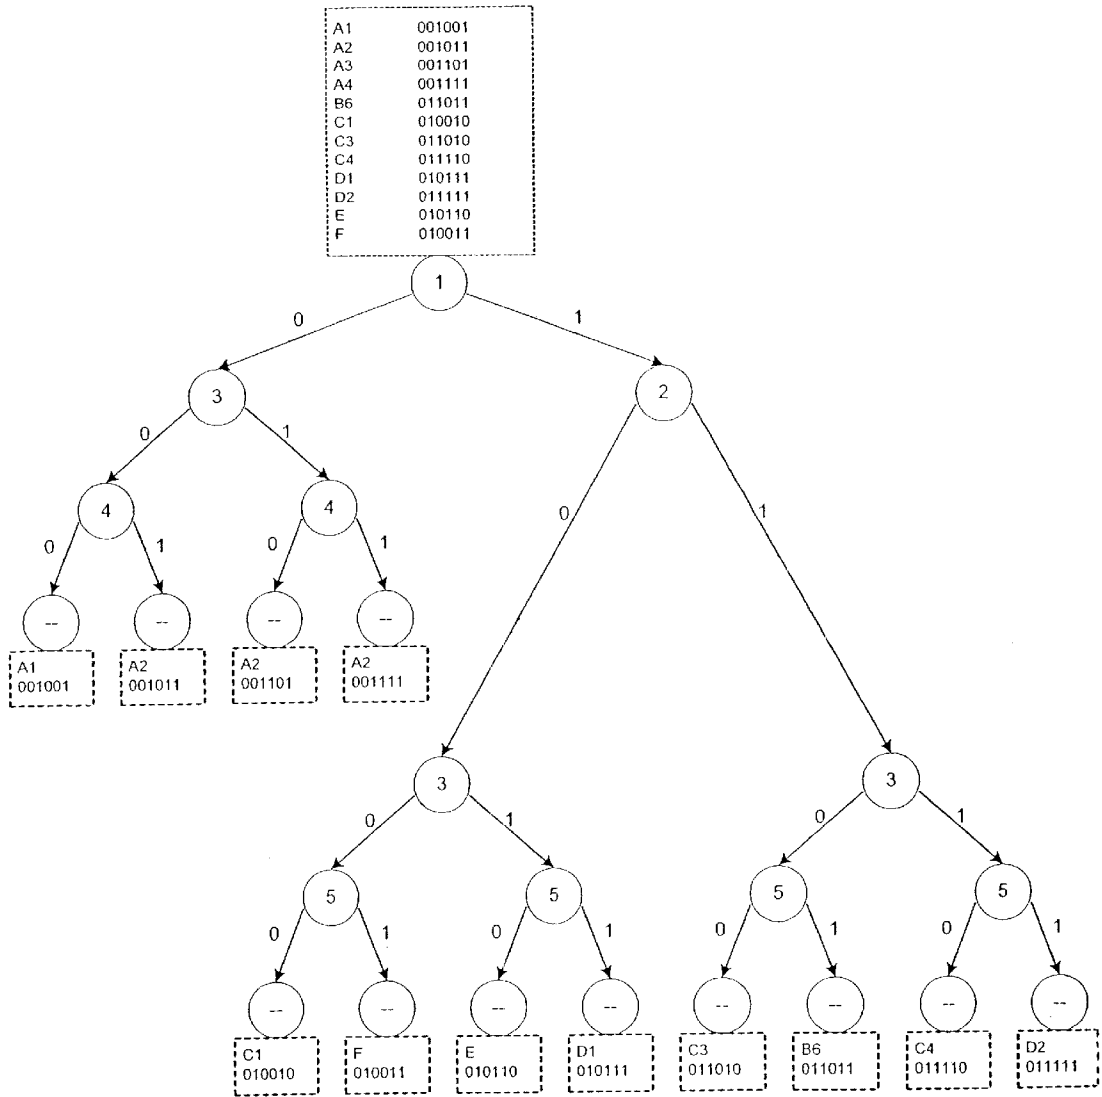 A1 001001
A2 001011
A3 001101
A4 001111
B6 011011
C1 010010
C3 011010
C4 011110
D1 010111
D2 011111
E 010110
F 010011
1
0 1
3 2
0 1
4 4
0 1 0 1
0 1
-- -- -- --
A1 A2 A2 A2
001001 001011 001101 001111
3 3
0 1 0 1
5 5 5 5
0 1 0 1 0 1 0 1
-- -- -- -- -- -- -- --
C1 F E D1 C3 B6 C4 D2
010010 010011 010110 010111 011010 011011 011110 011111